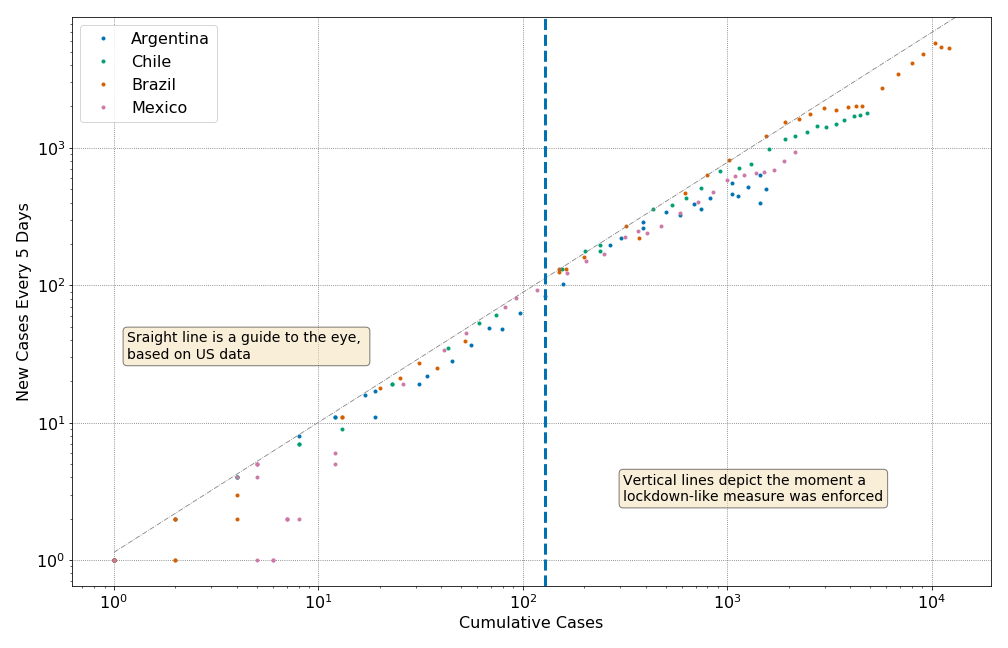 Argentina
Chile
Brazil
Mexico
New Cases Every 5 Days
10³
10²
10¹
10⁰
Sraight line is a guide to the eye,
based on US data
Vertical lines depict the moment a
lockdown-like measure was enforced
10⁰ 10¹ 10² 10³ 10⁴
Cumulative Cases